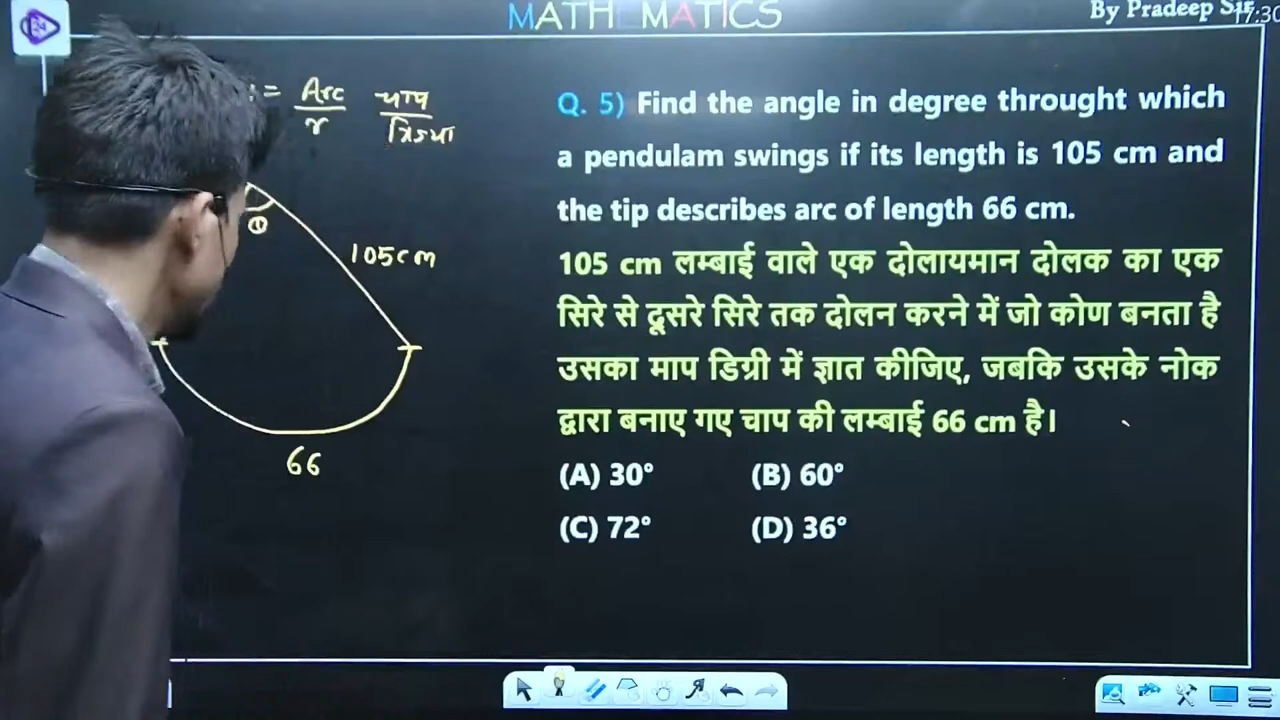 MATHEMATICS
By Pradeep Sir
17:30
= Arc/r चाप/त्रिज्या
θ
105cm
66
Q. 5) Find the angle in degree throught which
a pendulam swings if its length is 105 cm and
the tip describes arc of length 66 cm.
105 cm लम्बाई वाले एक दोलायमान दोलक का एक
सिरे से दूसरे सिरे तक दोलन करने में जो कोण बनता है
उसका माप डिग्री में ज्ञात कीजिए, जबकि उसके नोक
द्वारा बनाए गए चाप की लम्बाई 66 cm है।
(A) 30° (B) 60°
(C) 72° (D) 36°